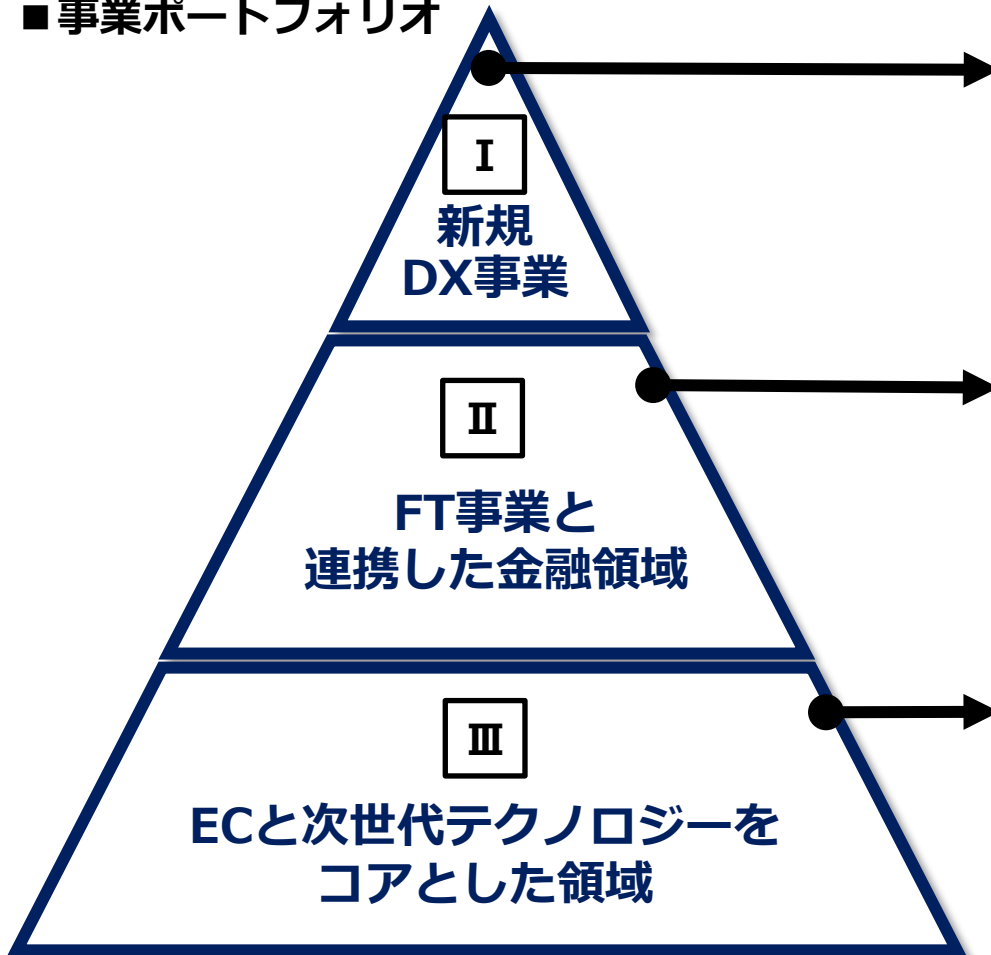 ■事業ポートフォリオ
Ⅰ
新規
DX事業
Ⅱ
FT事業と
連携した金融領域
Ⅲ
ECと次世代テクノロジーを
コアとした領域